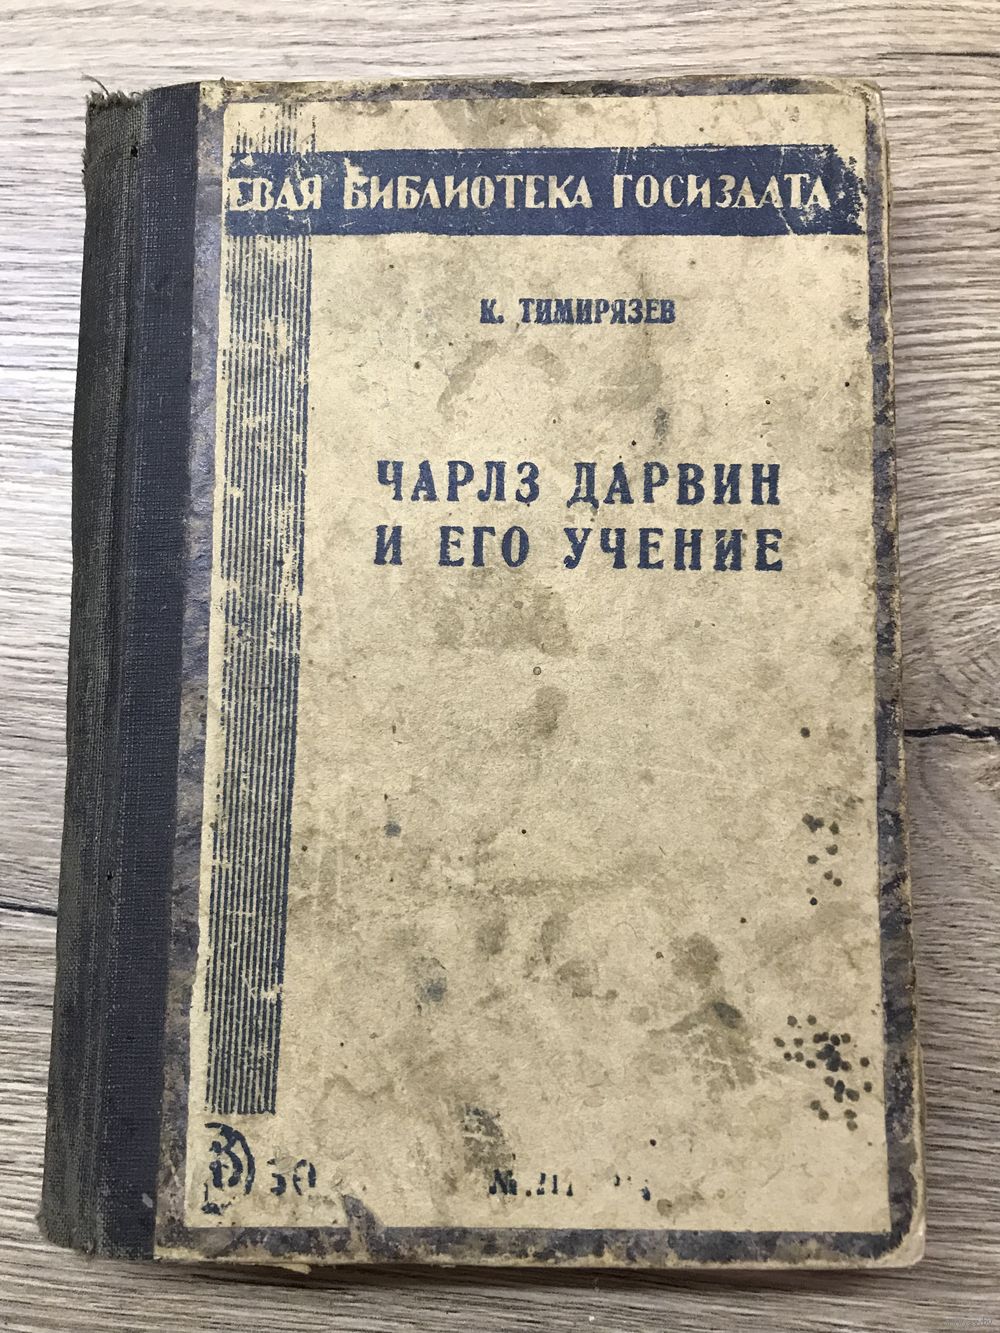 ЕВАЯ БИБЛИОТЕКА ГОСИЗДАТА
К. ТИМИРЯЗЕВ
ЧАРЛЗ ДАРВИН
И ЕГО УЧЕНИЕ